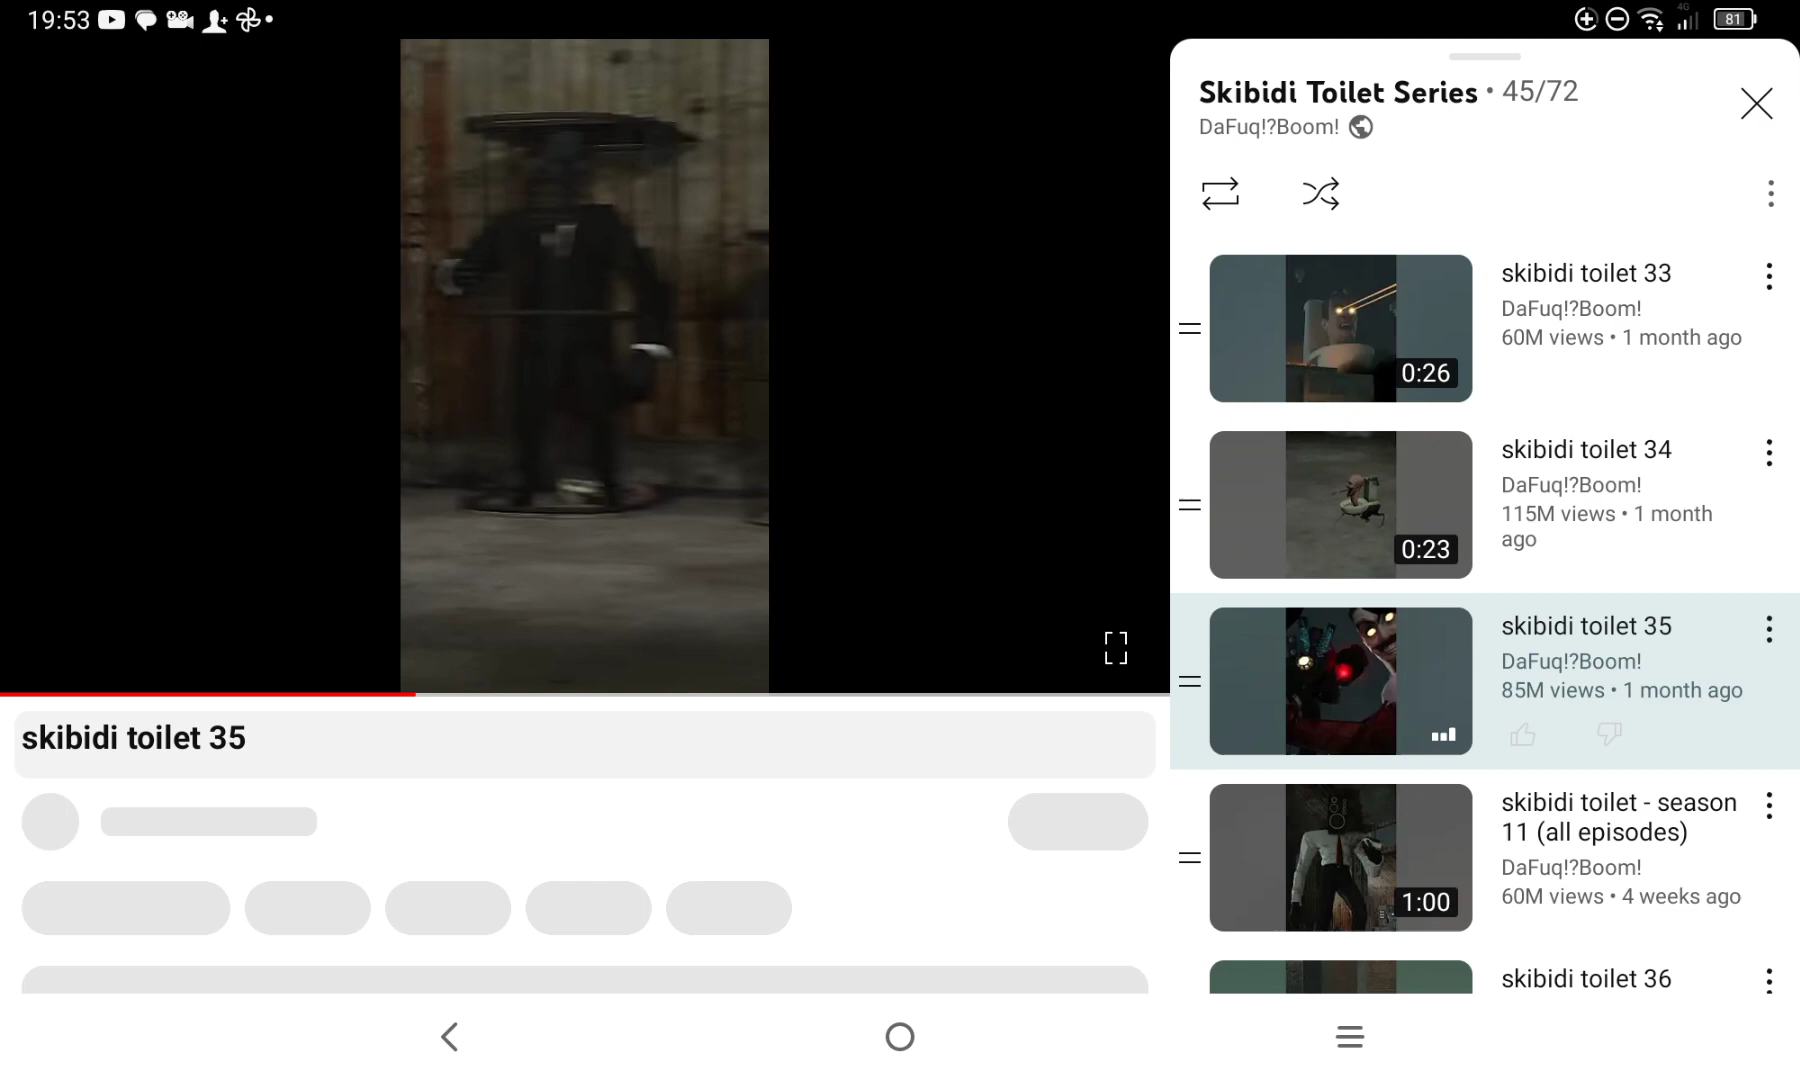 19:53
4G
81
Skibidi Toilet Series • 45/72
DaFuq!?Boom!
skibidi toilet 33
DaFuq!?Boom!
60M views • 1 month ago
0:26
skibidi toilet 34
DaFuq!?Boom!
115M views • 1 month
ago
0:23
skibidi toilet 35
DaFuq!?Boom!
85M views • 1 month ago
skibidi toilet - season
11 (all episodes)
DaFuq!?Boom!
60M views • 4 weeks ago
1:00
skibidi toilet 36
skibidi toilet 35